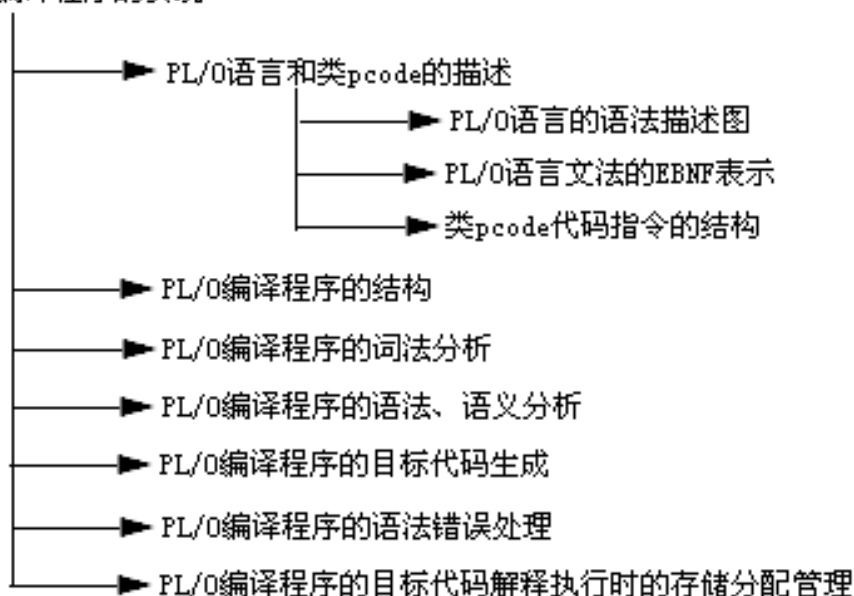 PL/0语言和类pcode的描述
PL/0语言的语法描述图
PL/0语言文法的EBNF表示
类pcode代码指令的结构
PL/0编译程序的结构
PL/0编译程序的词法分析
PL/0编译程序的语法、语义分析
PL/0编译程序的目标代码生成
PL/0编译程序的语法错误处理
PL/0编译程序的目标代码解释执行时的存储分配管理